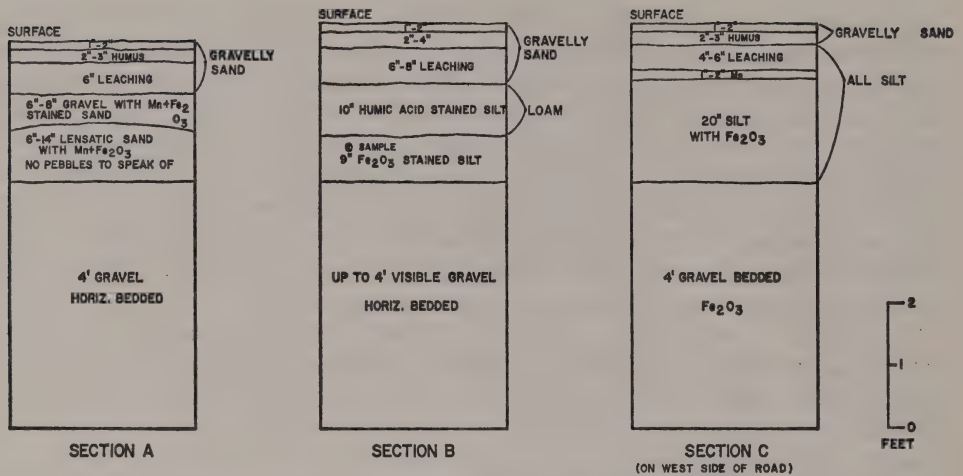 SURFACE
1"-2"
2"-3" HUMUS
6" LEACHING
GRAVELLY
SAND
6"-8" GRAVEL WITH Mn+Fe2
STAINED SAND O3
6"-14" LENSATIC SAND
WITH Mn+Fe2O3
NO PEBBLES TO SPEAK OF
4' GRAVEL
HORIZ. BEDDED
SECTION A
SURFACE
1"-2"
2"-4"
6"-8" LEACHING
GRAVELLY
SAND
10" HUMIC ACID STAINED SILT
LOAM
@ SAMPLE
9" Fe2O3 STAINED SILT
UP TO 4' VISIBLE GRAVEL
HORIZ. BEDDED
SECTION B
SURFACE
1"-2"
2"-3" HUMUS
GRAVELLY SAND
4"-6" LEACHING
1"-2" Mn
ALL SILT
20" SILT
WITH Fe2O3
4' GRAVEL BEDDED
Fe2O3
SECTION C
(ON WEST SIDE OF ROAD)
2
1
0
FEET